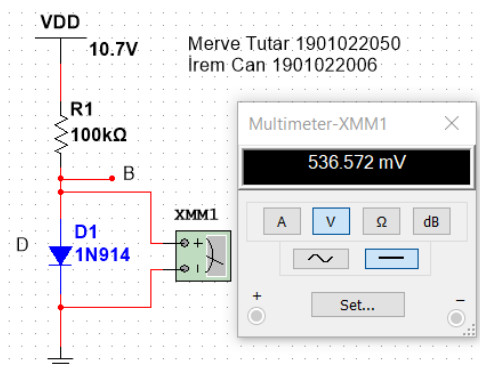 VDD
10.7V
Merve Tutar 1901022050
İrem Can 1901022006
R1
100kΩ
B
D
D1
1N914
XMM1
Multimeter-XMM1
536.572 mV
A V Ω dB
+ Set... −